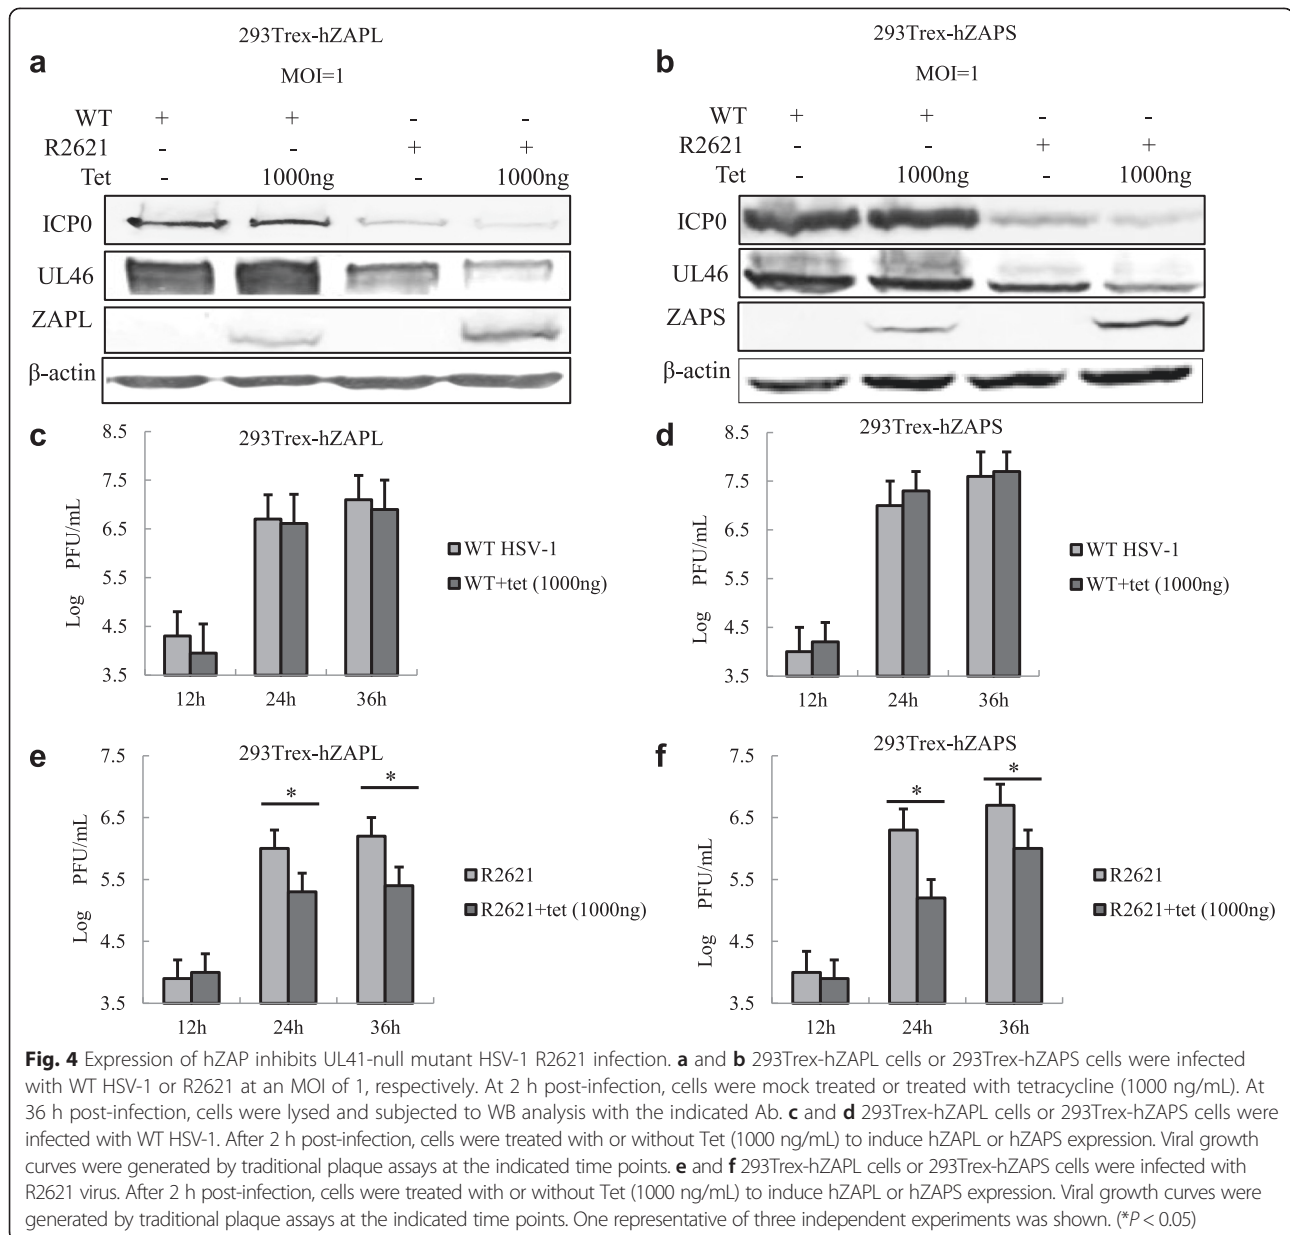 293Trex-hZAPL
a
MOI=1
WT + + - -
R2621 - - + +
Tet - 1000ng - 1000ng
ICP0
UL46
ZAPL
β-actin
293Trex-hZAPS
b
MOI=1
WT + + - -
R2621 - - + +
Tet - 1000ng - 1000ng
ICP0
UL46
ZAPS
β-actin
c
293Trex-hZAPL
Log PFU/mL
8.5
7.5
6.5
5.5
4.5
3.5
12h 24h 36h
WT HSV-1
WT+tet (1000ng)
d
293Trex-hZAPS
Log PFU/mL
8.5
7.5
6.5
5.5
4.5
3.5
12h 24h 36h
WT HSV-1
WT+tet (1000ng)
e
293Trex-hZAPL
Log PFU/mL
7.5
6.5
5.5
4.5
3.5
* *
12h 24h 36h
R2621
R2621+tet (1000ng)
f
293Trex-hZAPS
Log PFU/mL
7.5
6.5
5.5
4.5
3.5
* *
12h 24h 36h
R2621
R2621+tet (1000ng)
Fig. 4 Expression of hZAP inhibits UL41-null mutant HSV-1 R2621 infection. a and b 293Trex-hZAPL cells or 293Trex-hZAPS cells were infected
with WT HSV-1 or R2621 at an MOI of 1, respectively. At 2 h post-infection, cells were mock treated or treated with tetracycline (1000 ng/mL). At
36 h post-infection, cells were lysed and subjected to WB analysis with the indicated Ab. c and d 293Trex-hZAPL cells or 293Trex-hZAPS cells were
infected with WT HSV-1. After 2 h post-infection, cells were treated with or without Tet (1000 ng/mL) to induce hZAPL or hZAPS expression. Viral growth
curves were generated by traditional plaque assays at the indicated time points. e and f 293Trex-hZAPL cells or 293Trex-hZAPS cells were infected with
R2621 virus. After 2 h post-infection, cells were treated with or without Tet (1000 ng/mL) to induce hZAPL or hZAPS expression. Viral growth curves were
generated by traditional plaque assays at the indicated time points. One representative of three independent experiments was shown. (*P < 0.05)